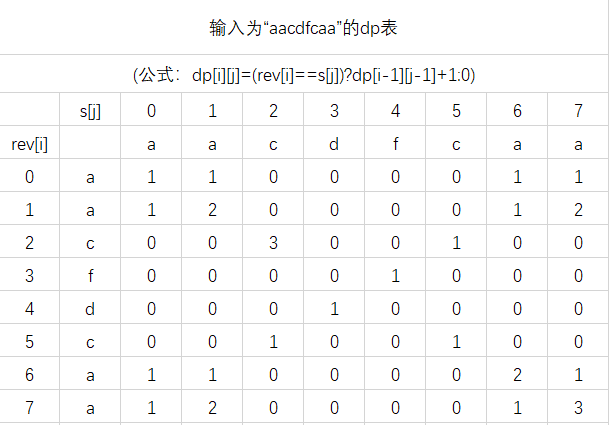 输入为“aacdfcaa”的dp表
(公式：dp[i][j]=(rev[i]==s[j])?dp[i-1][j-1]+1:0)
s[j] 0 1 2 3 4 5 6 7
rev[i] a a c d f c a a
0 a 1 1 0 0 0 0 1 1
1 a 1 2 0 0 0 0 1 2
2 c 0 0 3 0 0 1 0 0
3 f 0 0 0 0 1 0 0 0
4 d 0 0 0 1 0 0 0 0
5 c 0 0 1 0 0 1 0 0
6 a 1 1 0 0 0 0 2 1
7 a 1 2 0 0 0 0 1 3